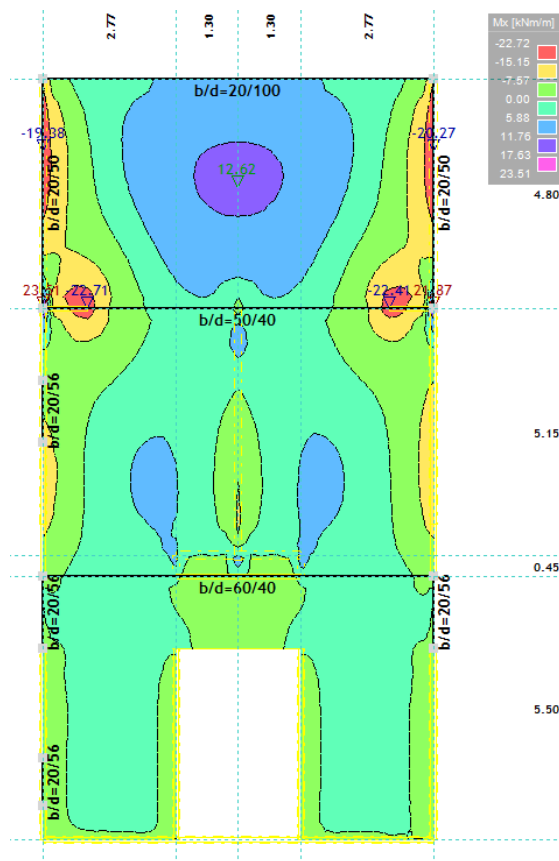 2.77
1.30
1.30
2.77
Mx [kNm/m]
-22.72
-15.15
-7.57
0.00
5.88
11.76
17.63
23.51
b/d=20/100
-19.38
-20.27
b/d=20/50
b/d=20/50
12.62
4.80
-22.71
-22.41
b/d=50/40
b/d=20/56
5.15
0.45
b/d=60/40
b/d=20/56
b/d=20/56
5.50
b/d=20/56